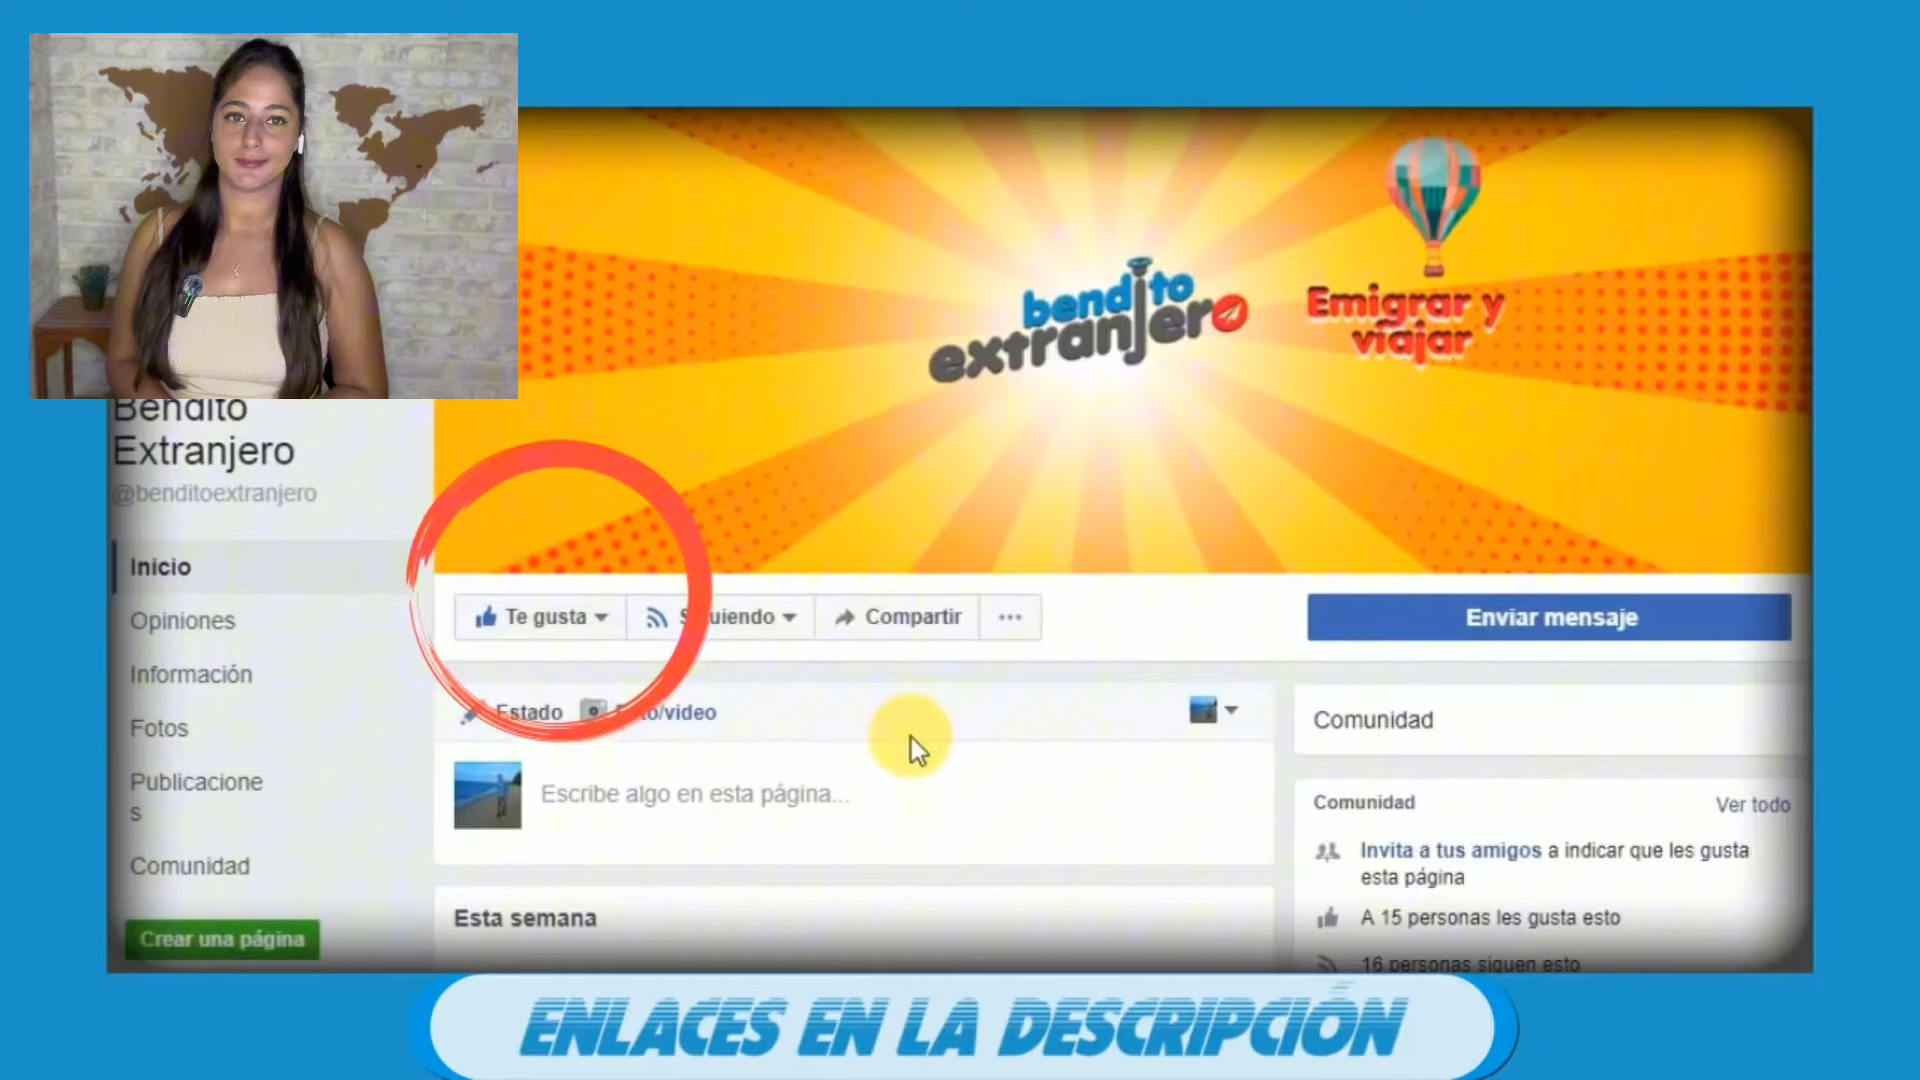 bendito
extranjero
Emigrar y
viajar
Bendito
Extranjero
@benditoextranjero
Inicio
Opiniones
Información
Fotos
Publicacione
s
Comunidad
Crear una página
Te gusta
Siguiendo
Compartir
Enviar mensaje
Estado
Foto/video
Escribe algo en esta página...
Esta semana
Comunidad
Comunidad
Ver todo
Invita a tus amigos a indicar que les gusta
esta página
A 15 personas les gusta esto
16 personas siguen esto
ENLACES EN LA DESCRIPCIÓN